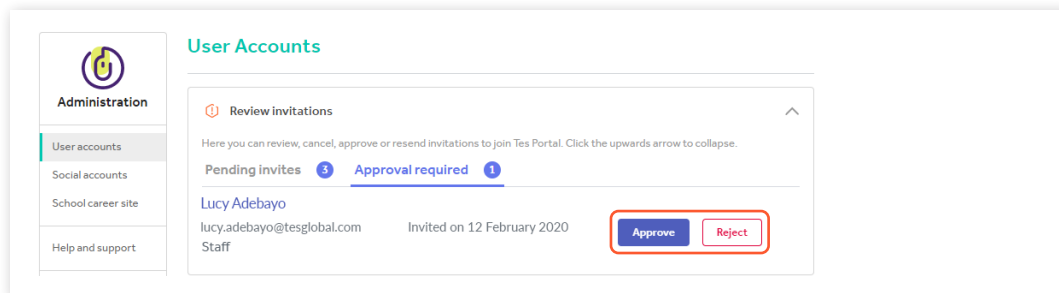 User Accounts
Administration
User accounts
Social accounts
School career site
Help and support
Review invitations
Here you can review, cancel, approve or resend invitations to join Tes Portal. Click the upwards arrow to collapse.
Pending invites 3 Approval required 1
Lucy Adebayo
lucy.adebayo@tesglobal.com Invited on 12 February 2020
Staff
Approve Reject